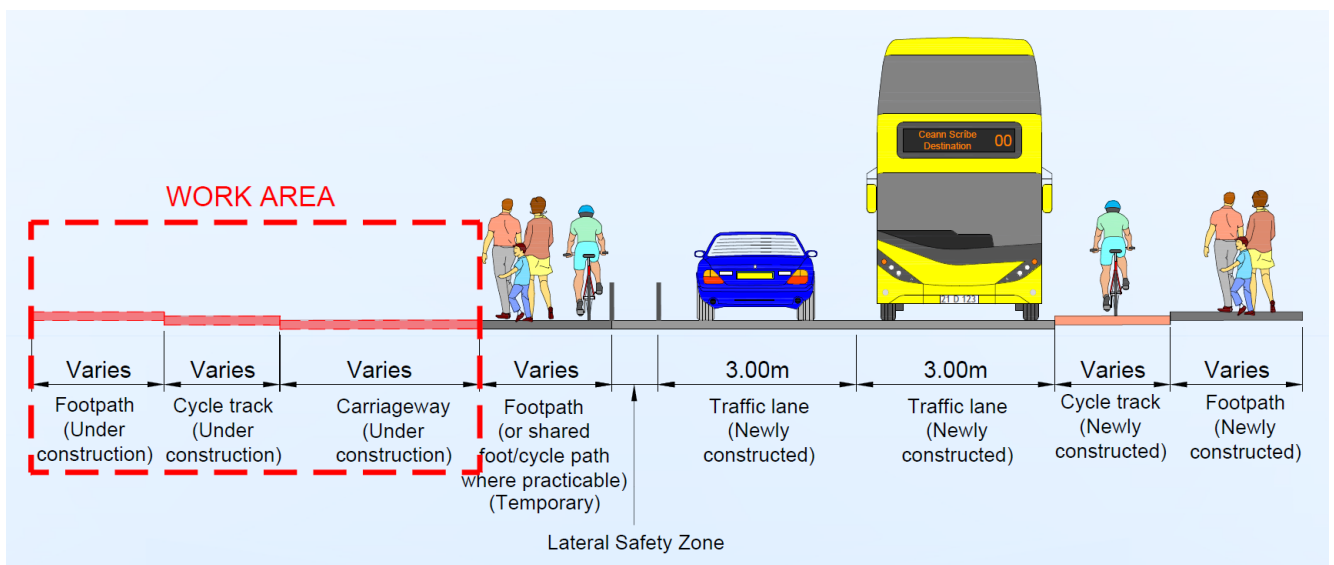 WORK AREA
Ceann Scríbe
Destination
00
21 D 123
Varies
Varies
Varies
Varies
3.00m
3.00m
Varies
Varies
Footpath
(Under
construction)
Cycle track
(Under
construction)
Carriageway
(Under
construction)
Footpath
(or shared
foot/cycle path
where practicable)
(Temporary)
Traffic lane
(Newly
constructed)
Traffic lane
(Newly
constructed)
Cycle track
(Newly
constructed)
Footpath
(Newly
constructed)
Lateral Safety Zone